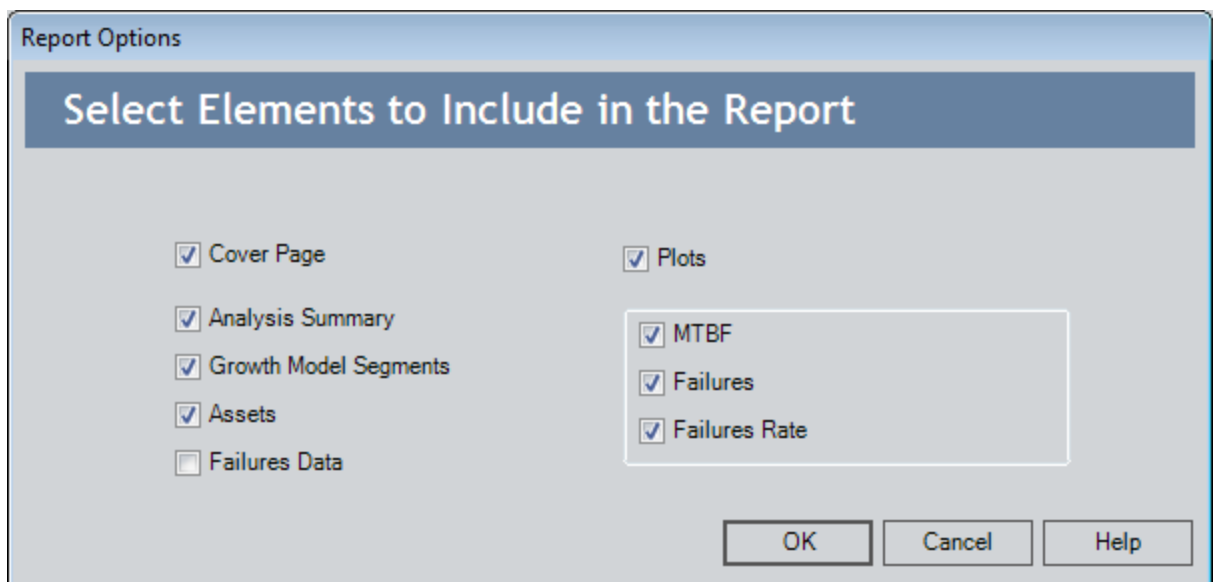 Report Options
Select Elements to Include in the Report
Cover Page
Analysis Summary
Growth Model Segments
Assets
Failures Data
Plots
MTBF
Failures
Failures Rate
OK
Cancel
Help